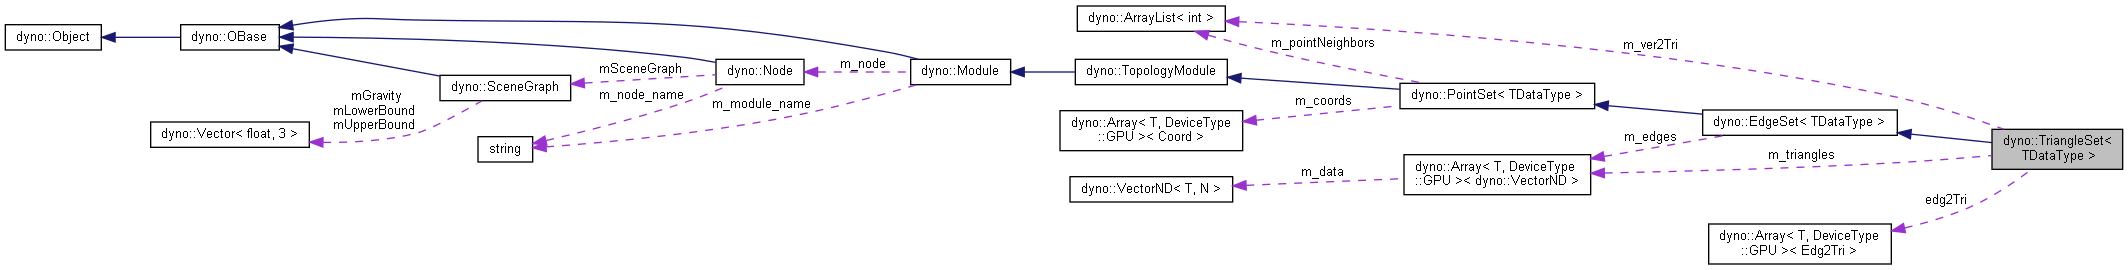 dyno::Object
dyno::OBase
dyno::Vector< float, 3 >
mGravity
mLowerBound
mUpperBound
dyno::SceneGraph
string
mSceneGraph
m_node_name
dyno::Node
m_node
m_module_name
dyno::Module
dyno::ArrayList< int >
dyno::TopologyModule
dyno::Array< T, DeviceType
::GPU >< Coord >
dyno::VectorND< T, N >
m_pointNeighbors
m_coords
m_data
dyno::PointSet< TDataType >
dyno::Array< T, DeviceType
::GPU >< dyno::VectorND >
m_ver2Tri
m_edges
m_triangles
dyno::EdgeSet< TDataType >
dyno::Array< T, DeviceType
::GPU >< Edg2Tri >
edg2Tri
dyno::TriangleSet<
TDataType >